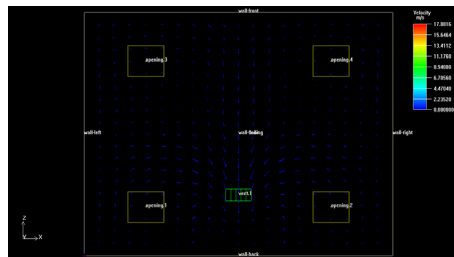 wall-front
Velocity
m/s
17.8816
15.6464
13.4112
11.1760
8.94080
6.70560
4.47040
2.23520
0.00000
opening.3
opening.4
wall-left
wall-right
vent.1
opening.1
opening.2
wall-back
Z
X